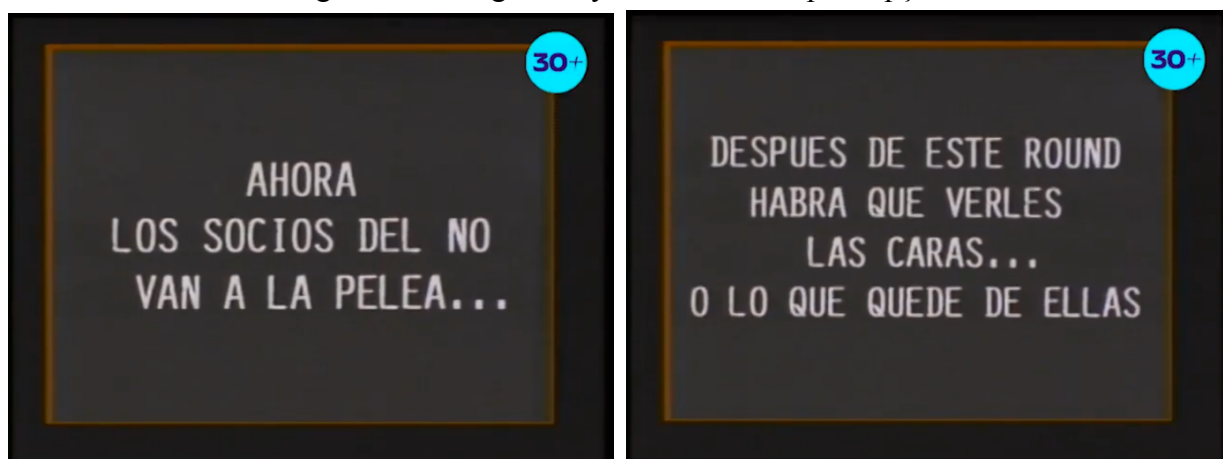 30+
AHORA
LOS SOCIOS DEL NO
VAN A LA PELEA...
30+
DESPUES DE ESTE ROUND
HABRA QUE VERLES
LAS CARAS...
O LO QUE QUEDE DE ELLAS